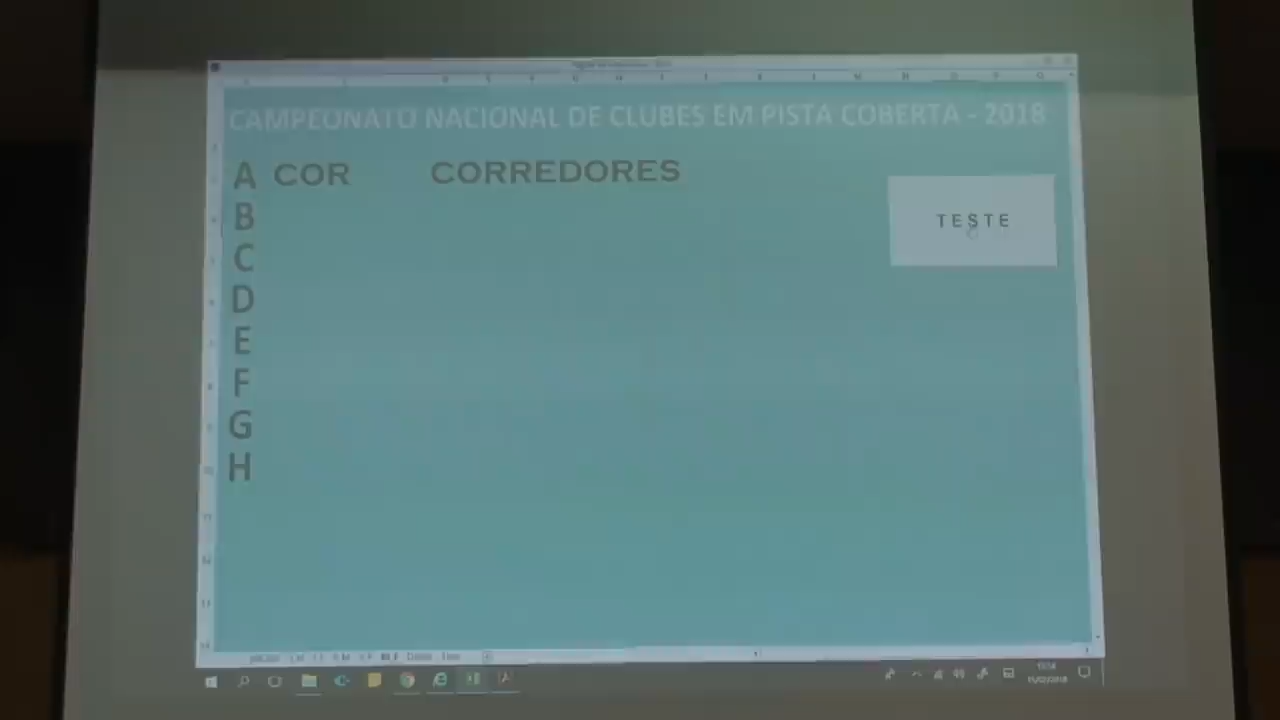 CAMPEONATO NACIONAL DE CLUBES EM PISTA COBERTA - 2018
A COR CORREDORES
B
TESTE
C
D
E
F
G
H